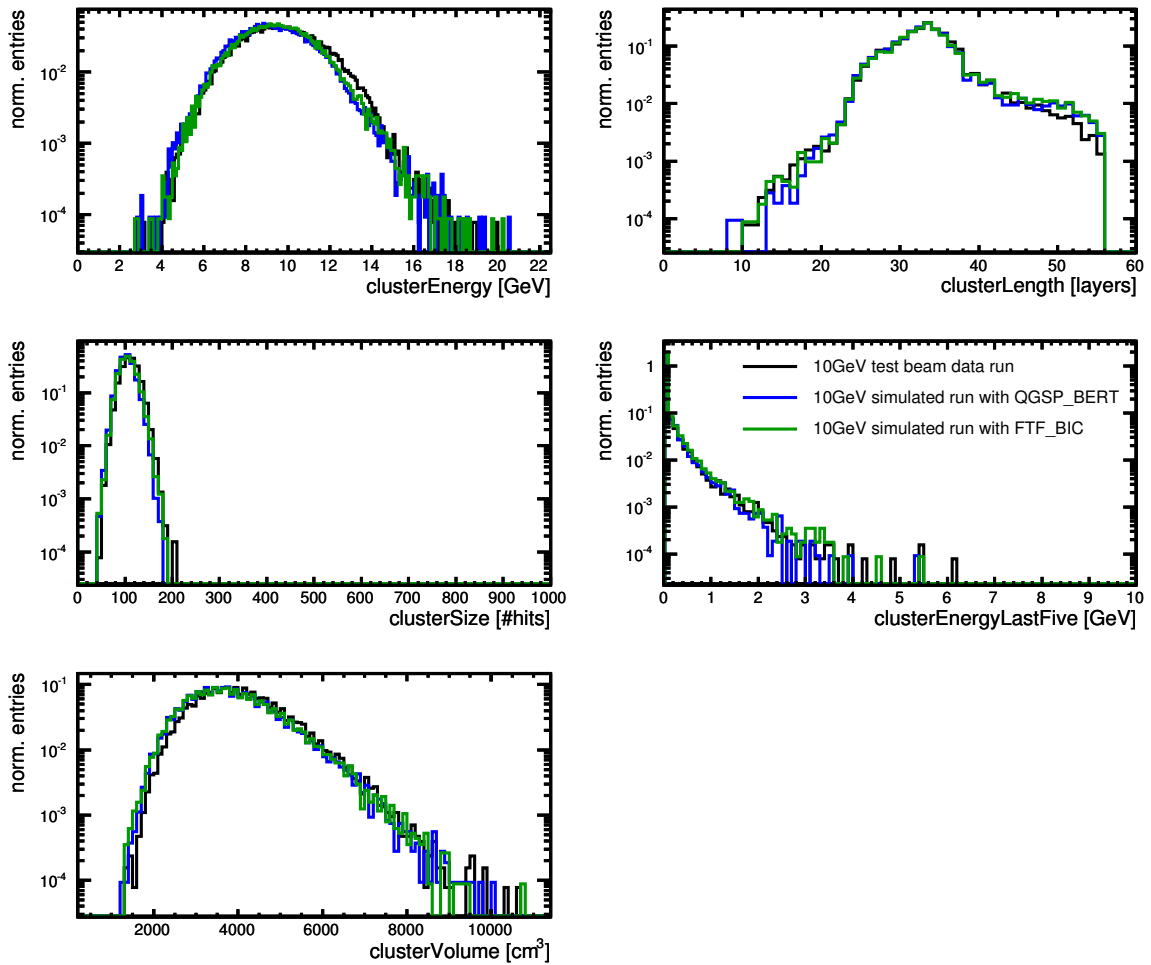 norm. entries
10⁻²
10⁻³
10⁻⁴
0 2 4 6 8 10 12 14 16 18 20 22
clusterEnergy [GeV]
norm. entries
10⁻¹
10⁻²
10⁻³
10⁻⁴
0 10 20 30 40 50 60
clusterLength [layers]
norm. entries
10⁻¹
10⁻²
10⁻³
10⁻⁴
0 100 200 300 400 500 600 700 800 900 1000
clusterSize [#hits]
norm. entries
1
10⁻¹
10⁻²
10⁻³
10⁻⁴
10GeV test beam data run
10GeV simulated run with QGSP_BERT
10GeV simulated run with FTF_BIC
0 1 2 3 4 5 6 7 8 9 10
clusterEnergyLastFive [GeV]
norm. entries
10⁻¹
10⁻²
10⁻³
10⁻⁴
2000 4000 6000 8000 10000
clusterVolume [cm³]